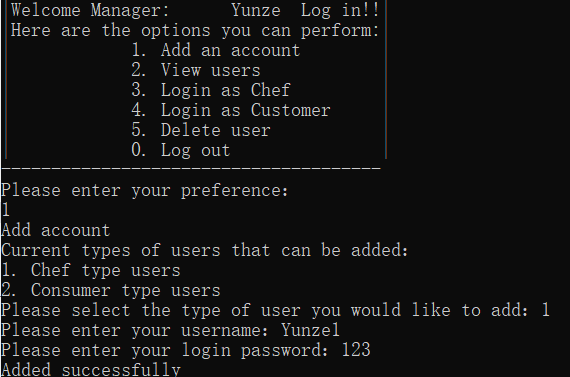 Welcome Manager: Yunze Log in!!
Here are the options you can perform:
1. Add an account
2. View users
3. Login as Chef
4. Login as Customer
5. Delete user
0. Log out
--------------------------------------
Please enter your preference:
1
Add account
Current types of users that can be added:
1. Chef type users
2. Consumer type users
Please select the type of user you would like to add: 1
Please enter your username: Yunze1
Please enter your login password: 123
Added successfully